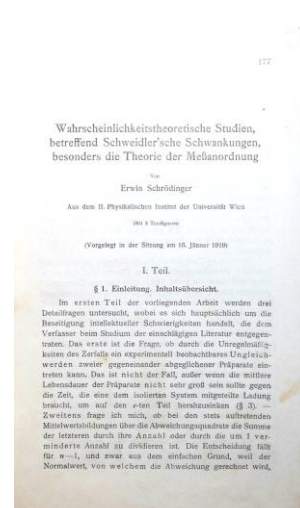 177
Wahrscheinlichkeitstheoretische Studien,
betreffend Schweidler'sche Schwankungen,
besonders die Theorie der Meßanordnung
Von
Erwin Schrödinger
Aus dem II. Physikalischen Institut der Universität Wien
(Mit 3 Textfiguren)
(Vorgelegt in der Sitzung am 16. Jänner 1919)
I. Teil.
§ 1. Einleitung. Inhaltsübersicht.
Im ersten Teil der vorliegenden Arbeit werden drei
Detailfragen untersucht, wobei es sich hauptsächlich um die
Beseitigung intellektueller Schwierigkeiten handelt, die dem
Verfasser beim Studium der einschlägigen Literatur entgegen-
traten. Das erste ist die Frage, ob durch die Unregelmäßig-
keiten des Zerfalls ein experimentell beobachtbares Ungleich-
werden zweier gegeneinander abgeglichener Präparate ein-
treten kann. Das ist nicht der Fall, außer wenn die mittlere
Lebensdauer der Präparate nicht sehr groß sein sollte gegen
die Zeit, die eine dem isolierten System mitgeteilte Ladung
braucht, um auf den e-ten Teil herabzusinken (§ 3). —
Zweitens frage ich mich, ob bei den stets auftretenden
Mittelwertsbildungen über die Abweichungsquadrate die Summe
der letzteren durch ihre Anzahl oder durch die um 1 ver-
minderte Anzahl zu dividieren ist. Die Entscheidung fällt
für n—1, und zwar aus dem einfachen Grund, weil der
Normalwert, von welchem die Abweichung gerechnet wird,